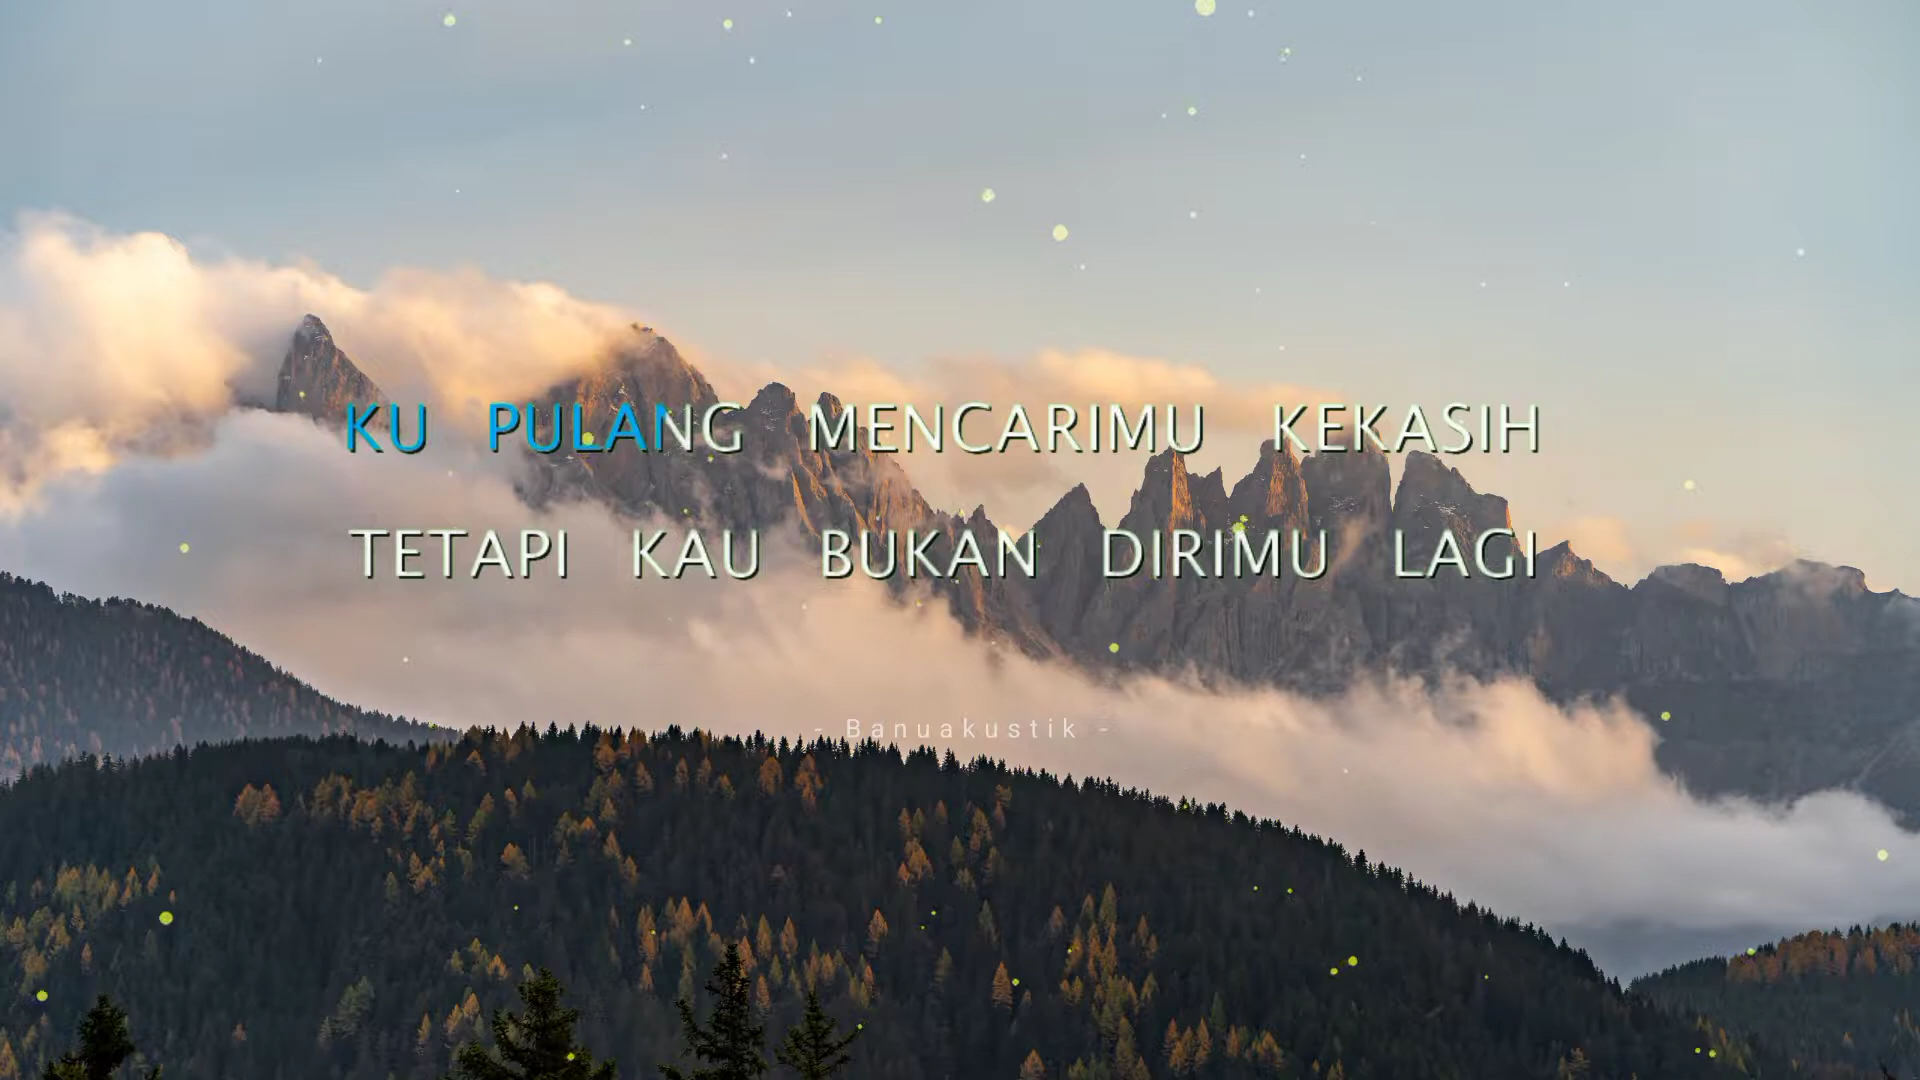 KU PULANG MENCARIMU KEKASIH
TETAPI KAU BUKAN DIRIMU LAGI
- Banuakustik -